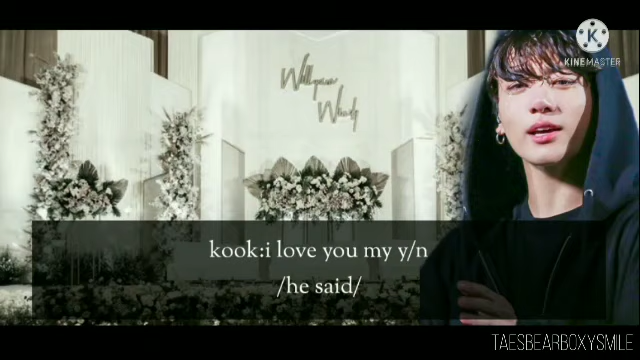 KINEMASTER
kook:i love you my y/n
/he said/
TAESBEARBOXYSMILE